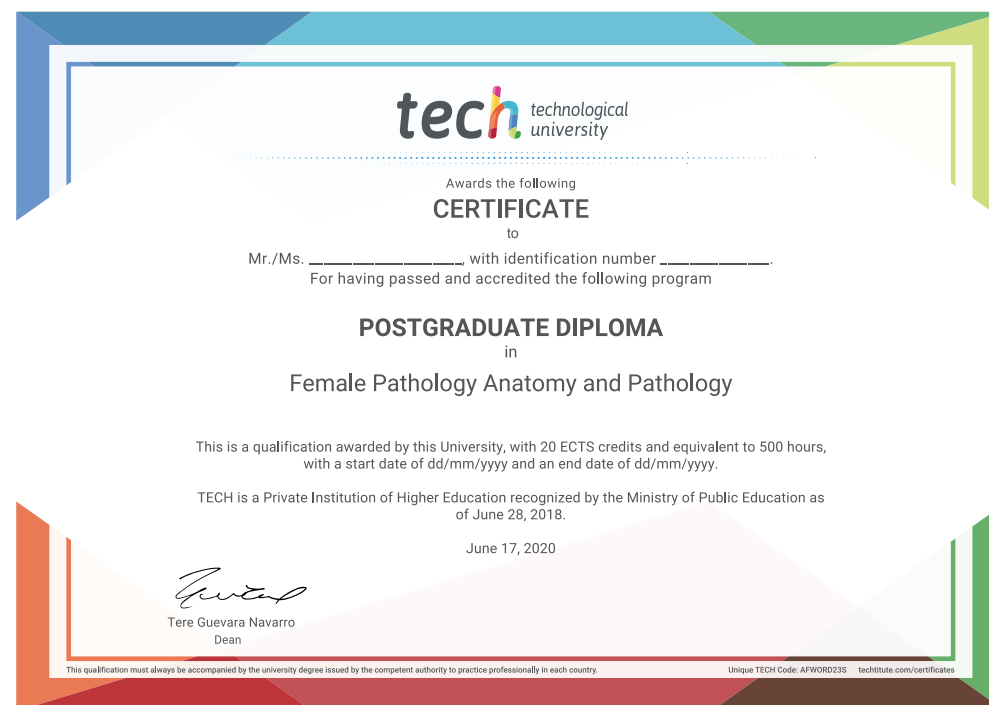 tech technological
university
Awards the following
CERTIFICATE
to
Mr./Ms. __________________, with identification number _____________.
For having passed and accredited the following program
POSTGRADUATE DIPLOMA
in
Female Pathology Anatomy and Pathology
This is a qualification awarded by this University, with 20 ECTS credits and equivalent to 500 hours,
with a start date of dd/mm/yyyy and an end date of dd/mm/yyyy.
TECH is a Private Institution of Higher Education recognized by the Ministry of Public Education as
of June 28, 2018.
June 17, 2020
Tere Guevara Navarro
Dean
This qualification must always be accompanied by the university degree issued by the competent authority to practice professionally in each country.
Unique TECH Code: AFWORD23S techtitute.com/certificates